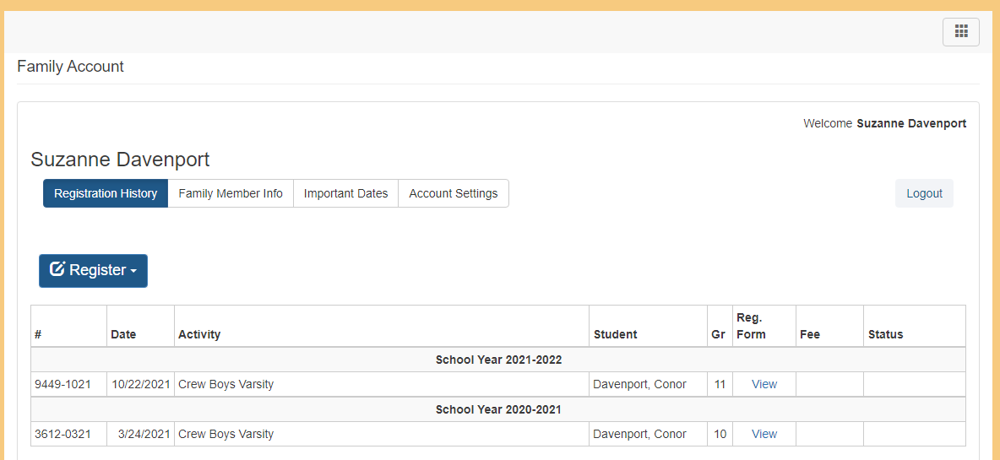 Family Account
Welcome Suzanne Davenport
Suzanne Davenport
Registration History Family Member Info Important Dates Account Settings Logout
Register
# Date Activity Student Gr Reg. Form Fee Status
School Year 2021-2022
9449-1021 10/22/2021 Crew Boys Varsity Davenport, Conor 11 View
School Year 2020-2021
3612-0321 3/24/2021 Crew Boys Varsity Davenport, Conor 10 View